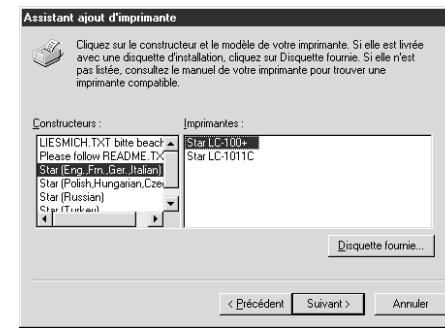 Assistant ajout d'imprimante
Cliquez sur le constructeur et le modèle de votre imprimante. Si elle est livrée
avec une disquette d'installation, cliquez sur Disquette fournie. Si elle n'est
pas listée, consultez le manuel de votre imprimante pour trouver une
imprimante compatible.
Constructeurs :
Imprimantes :
LIESMICH.TXT bitte beach
Please follow README.TX
Star (Eng.,Frn.,Ger.,Italian)
Star (Polish,Hungarian,Cze
Star (Russian)
Star (Turkey)
Star LC-100+
Star LC-1011C
Disquette fournie...
< Précédent
Suivant >
Annuler